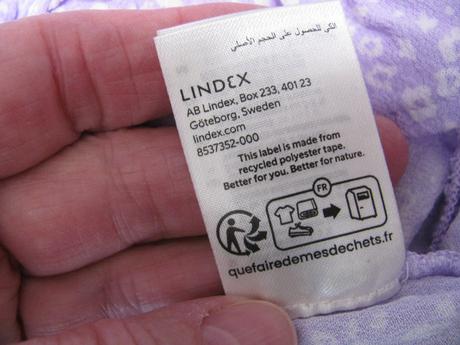 اكوي للحصول على الحجم الأصلي
LINDEX
AB Lindex, Box 233, 401 23
Göteborg, Sweden
lindex.com
8537352-000
This label is made from
recycled polyester tape.
Better for you. Better for nature.
FR
quefairedemesdechets.fr